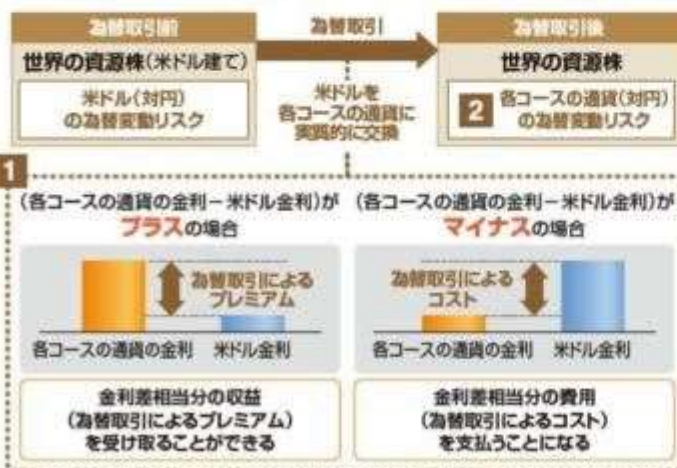 為替取引前
為替取引
為替取引後
世界の資源株(米ドル建て)
世界の資源株
米ドル(対円)
の為替変動リスク
米ドルを
各コースの通貨に
実質的に交換
2 各コースの通貨(対円)
の為替変動リスク
1
(各コースの通貨の金利−米ドル金利)が
プラスの場合
(各コースの通貨の金利−米ドル金利)が
マイナスの場合
為替取引による
プレミアム
為替取引による
コスト
各コースの通貨の金利 米ドル金利
各コースの通貨の金利 米ドル金利
金利差相当分の収益
(為替取引によるプレミアム)
を受け取ることができる
金利差相当分の費用
(為替取引によるコスト)
を支払うことになる